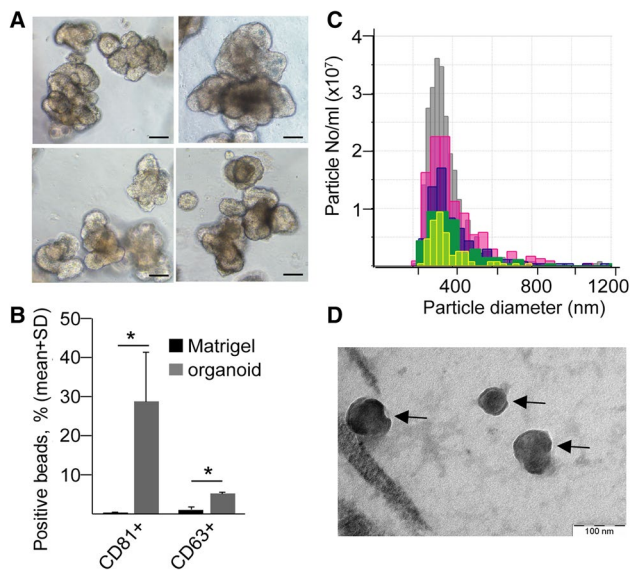 A
B
50
40
30
20
10
Positive beads, % (mean+SD)
*
*
Matrigel
organoid
CD81+
CD63+
C
4
3
2
1
Particle No/ml (x10⁷)
400
800
1200
Particle diameter (nm)
D
100 nm